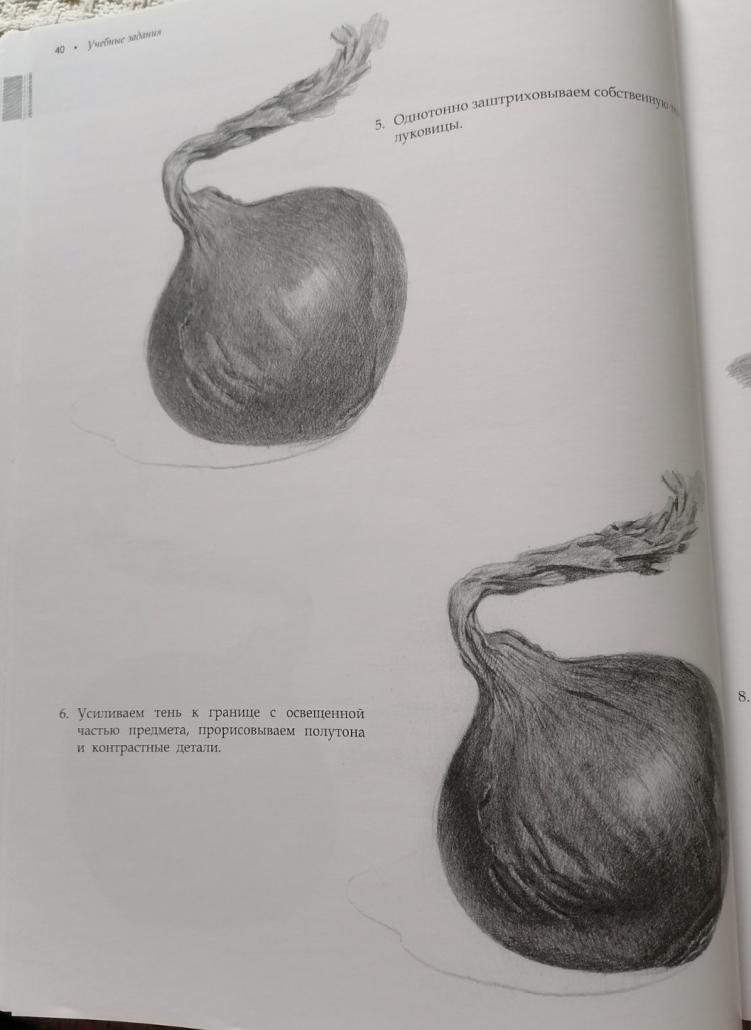 40 • Учебные задания
5. Однотонно заштриховываем собственную
луковицы.
6. Усиливаем тень к границе с освещенной
частью предмета, прорисовываем полутона
и контрастные детали.
8.